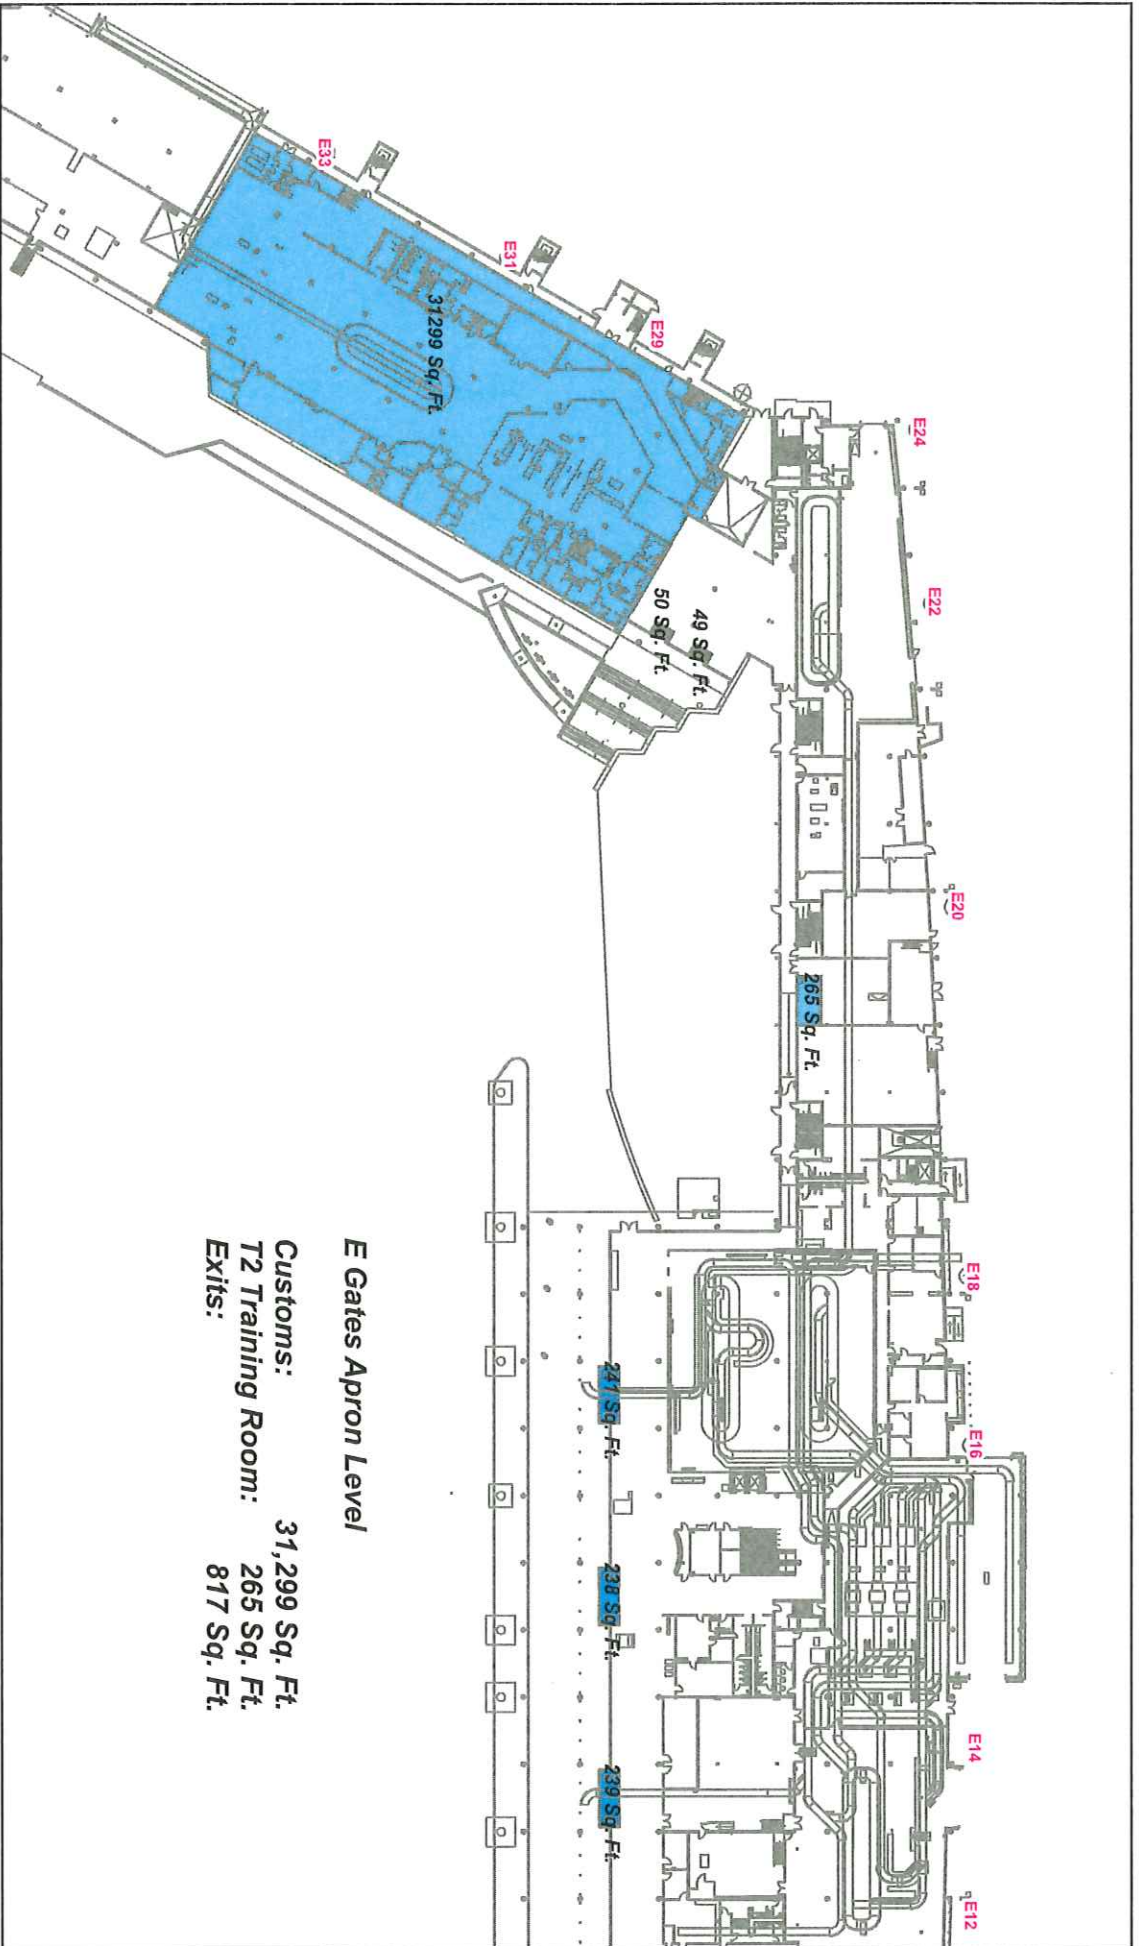 E33
E31
E29
E24
E22
E20
E18
E16
E14
E12
31299 Sq. Ft.
49 Sq. Ft.
50 Sq. Ft.
265 Sq. Ft.
241 Sq. Ft.
238 Sq. Ft.
239 Sq. Ft.
E Gates Apron Level
Customs: 31,299 Sq. Ft.
T2 Training Room: 265 Sq. Ft.
Exits: 817 Sq. Ft.